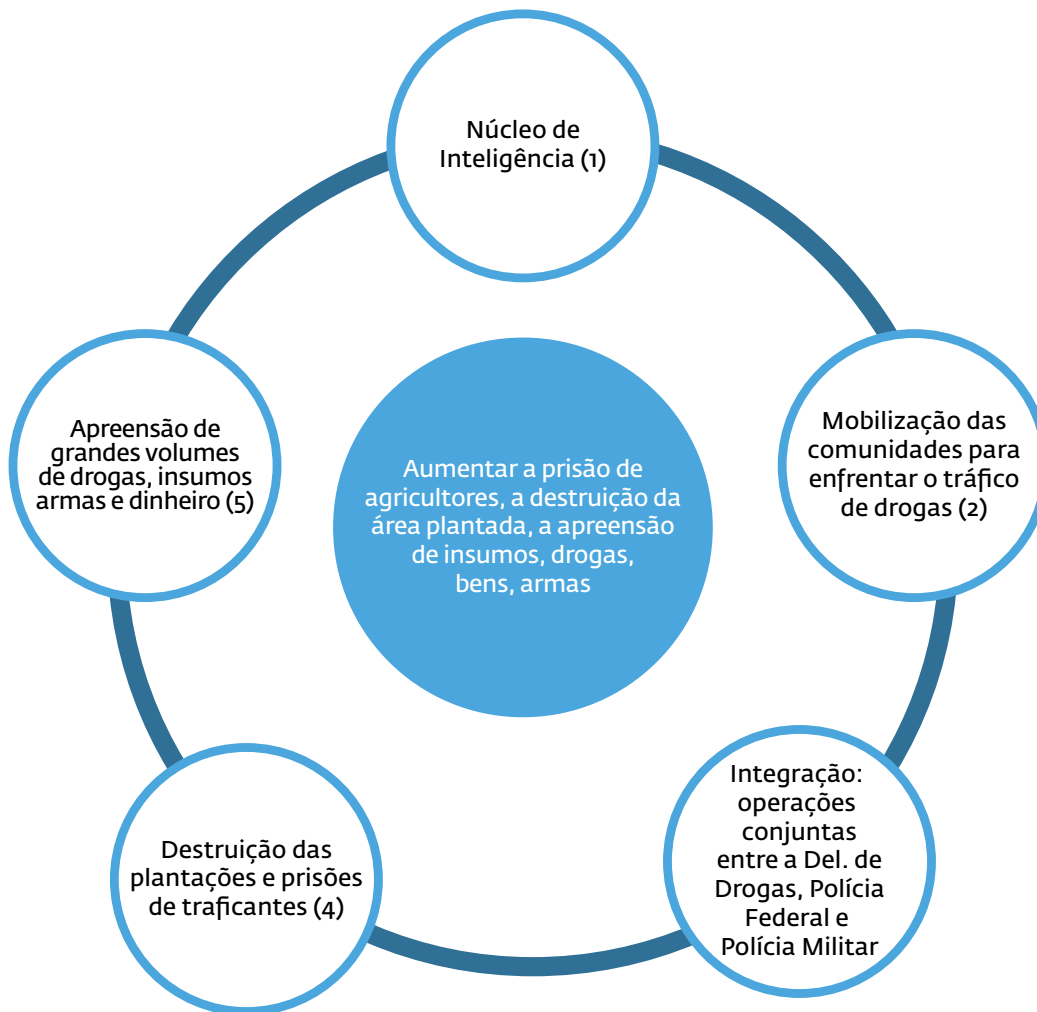 Núcleo de
Inteligência (1)
Mobilização das
comunidades para
enfrentar o tráfico
de drogas (2)
Integração:
operações
conjuntas
entre a Del. de
Drogas, Polícia
Federal e
Polícia Militar
Destruição das
plantações e prisões
de traficantes (4)
Apreensão de
grandes volumes
de drogas, insumos
armas e dinheiro (5)
Aumentar a prisão de
agricultores, a destruição da
área plantada, a apreensão
de insumos, drogas,
bens, armas